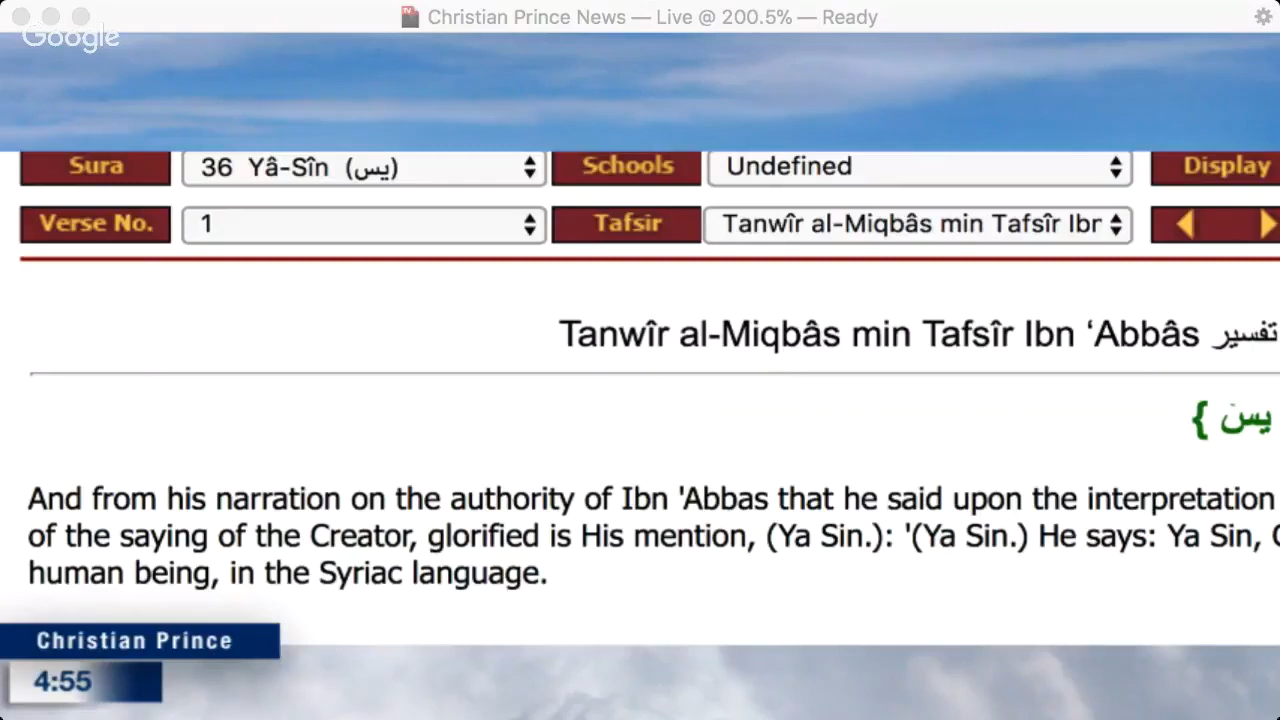 Christian Prince News — Live @ 200.5% — Ready
Google
Sura 36 Yâ-Sîn (يس) Schools Undefined Display
Verse No. 1 Tafsir Tanwîr al-Miqbâs min Tafsîr Ibn
Tanwîr al-Miqbâs min Tafsîr Ibn ‘Abbâs تفسير
يسۤ }
And from his narration on the authority of Ibn 'Abbas that he said upon the interpretation
of the saying of the Creator, glorified is His mention, (Ya Sin.): '(Ya Sin.) He says: Ya Sin,
human being, in the Syriac language.
Christian Prince
4:55